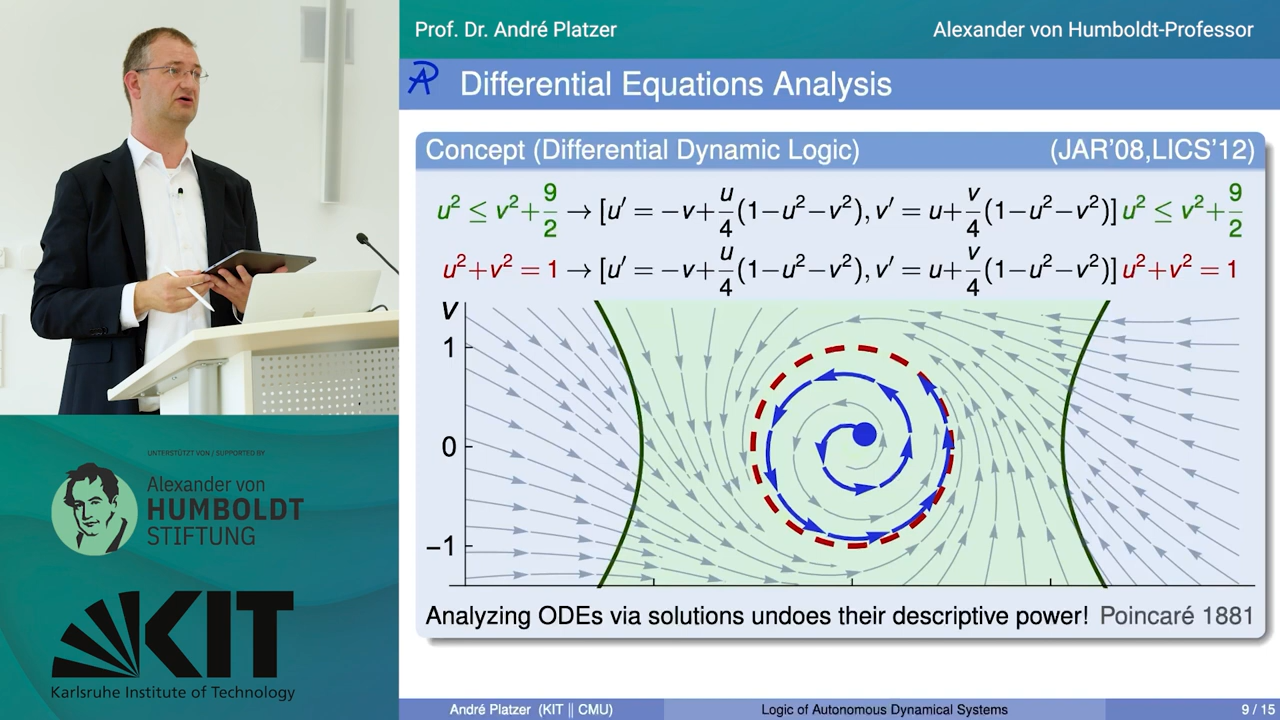 Prof. Dr. André Platzer
Alexander von Humboldt-Professor
Differential Equations Analysis
Concept (Differential Dynamic Logic) (JAR'08,LICS'12)
u² ≤ v²+9/2 → [u′ = −v+u/4(1−u²−v²), v′ = u+v/4(1−u²−v²)] u² ≤ v²+9/2
u²+v² = 1 → [u′ = −v+u/4(1−u²−v²), v′ = u+v/4(1−u²−v²)] u²+v² = 1
v
1
0
−1
Analyzing ODEs via solutions undoes their descriptive power! Poincaré 1881
André Platzer (KIT || CMU)
Logic of Autonomous Dynamical Systems
9 / 15
UNTERSTÜTZT VON / SUPPORTED BY
Alexander von
HUMBOLDT
STIFTUNG
KIT
Karlsruhe Institute of Technology